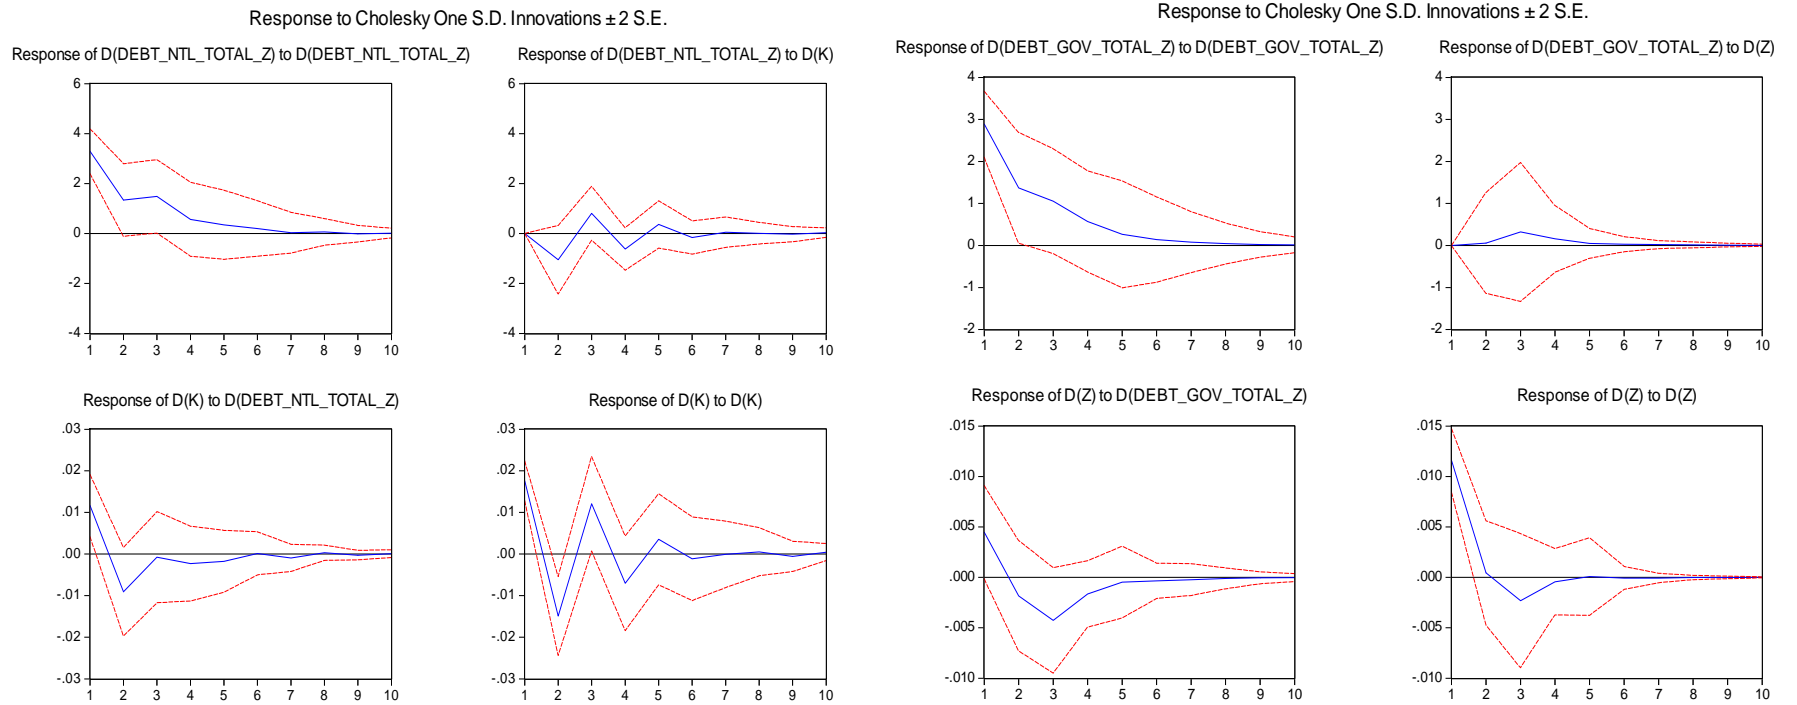 Response to Cholesky One S.D. Innovations ± 2 S.E.
Response of D(DEBT_NTL_TOTAL_Z) to D(DEBT_NTL_TOTAL_Z)
6
4
2
0
-2
-4
1 2 3 4 5 6 7 8 9 10
Response of D(DEBT_NTL_TOTAL_Z) to D(K)
6
4
2
0
-2
-4
1 2 3 4 5 6 7 8 9 10
Response of D(K) to D(DEBT_NTL_TOTAL_Z)
.03
.02
.01
.00
-.01
-.02
-.03
1 2 3 4 5 6 7 8 9 10
Response of D(K) to D(K)
.03
.02
.01
.00
-.01
-.02
-.03
1 2 3 4 5 6 7 8 9 10
Response to Cholesky One S.D. Innovations ± 2 S.E.
Response of D(DEBT_GOV_TOTAL_Z) to D(DEBT_GOV_TOTAL_Z)
4
3
2
1
0
-1
-2
1 2 3 4 5 6 7 8 9 10
Response of D(DEBT_GOV_TOTAL_Z) to D(Z)
4
3
2
1
0
-1
-2
1 2 3 4 5 6 7 8 9 10
Response of D(Z) to D(DEBT_GOV_TOTAL_Z)
.015
.010
.005
.000
-.005
-.010
1 2 3 4 5 6 7 8 9 10
Response of D(Z) to D(Z)
.015
.010
.005
.000
-.005
-.010
1 2 3 4 5 6 7 8 9 10